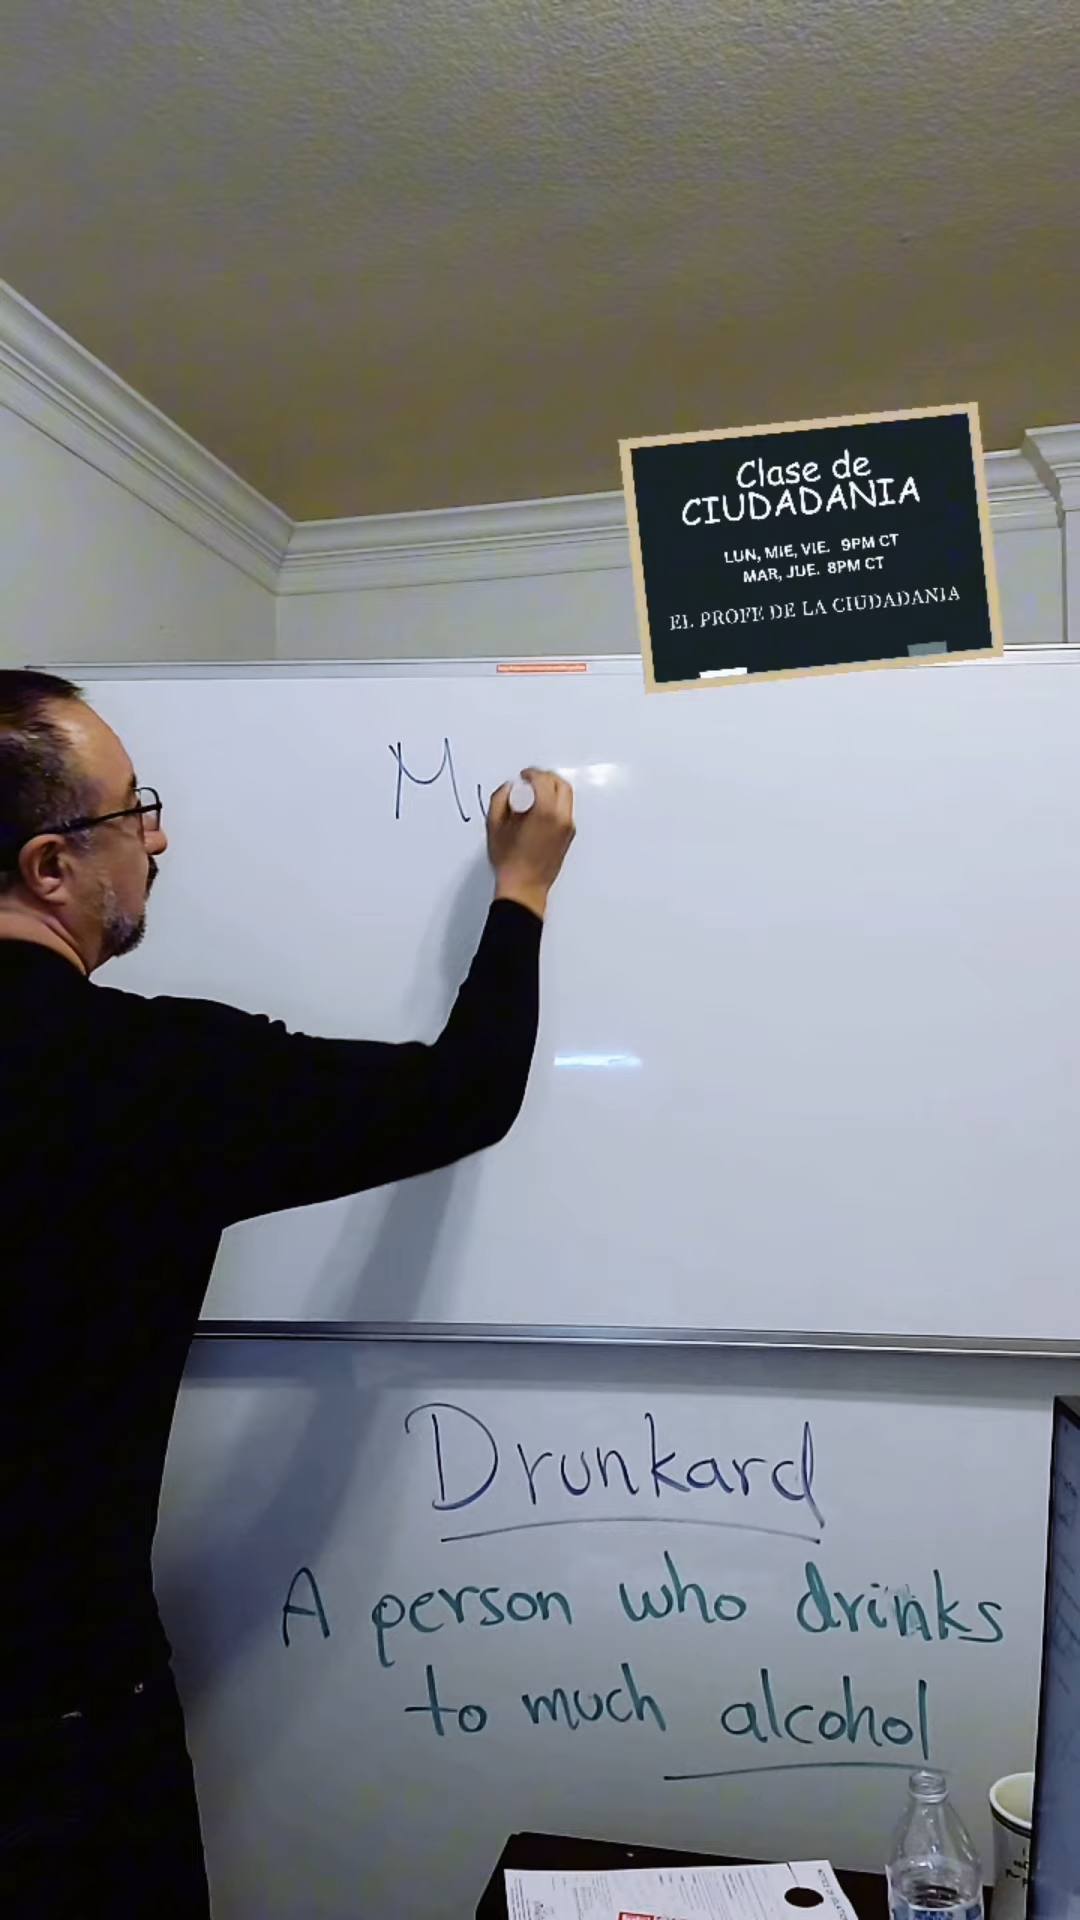 Clase de
CIUDADANIA
LUN, MIE, VIE. 9PM CT
MAR, JUE. 8PM CT
EL PROFE DE LA CIUDADANIA
Mu
Drunkard
A person who drinks
to much alcohol